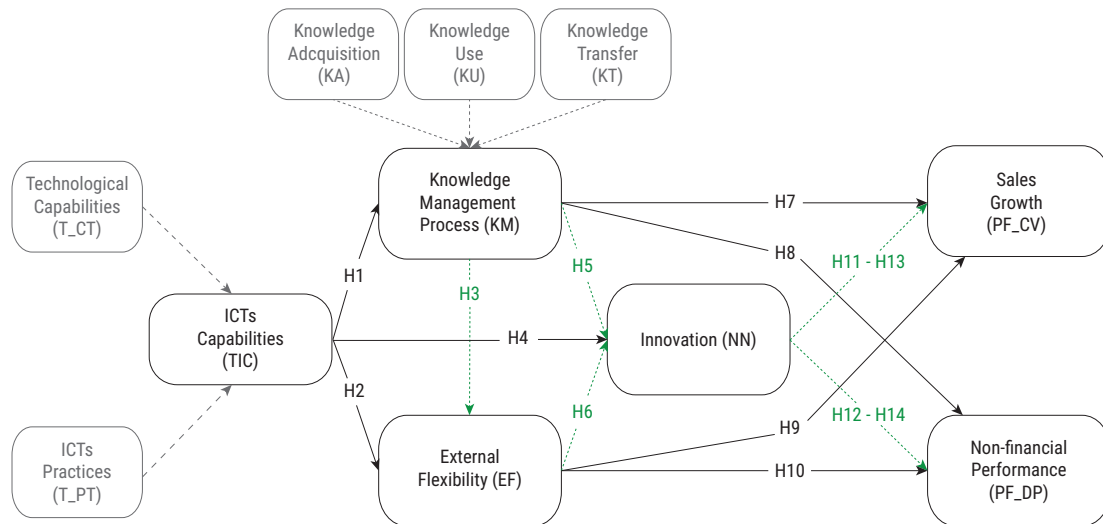 Knowledge
Adcquisition
(KA)
Knowledge
Use
(KU)
Knowledge
Transfer
(KT)
Technological
Capabilities
(T_CT)
Knowledge
Management
Process (KM)
Sales
Growth
(PF_CV)
H7
H8
H5
H11 - H13
H1
H3
ICTs
Capabilities
(TIC)
H4
Innovation (NN)
H2
H6
H12 - H14
H9
H10
ICTs
Practices
(T_PT)
External
Flexibility (EF)
Non-financial
Performance
(PF_DP)